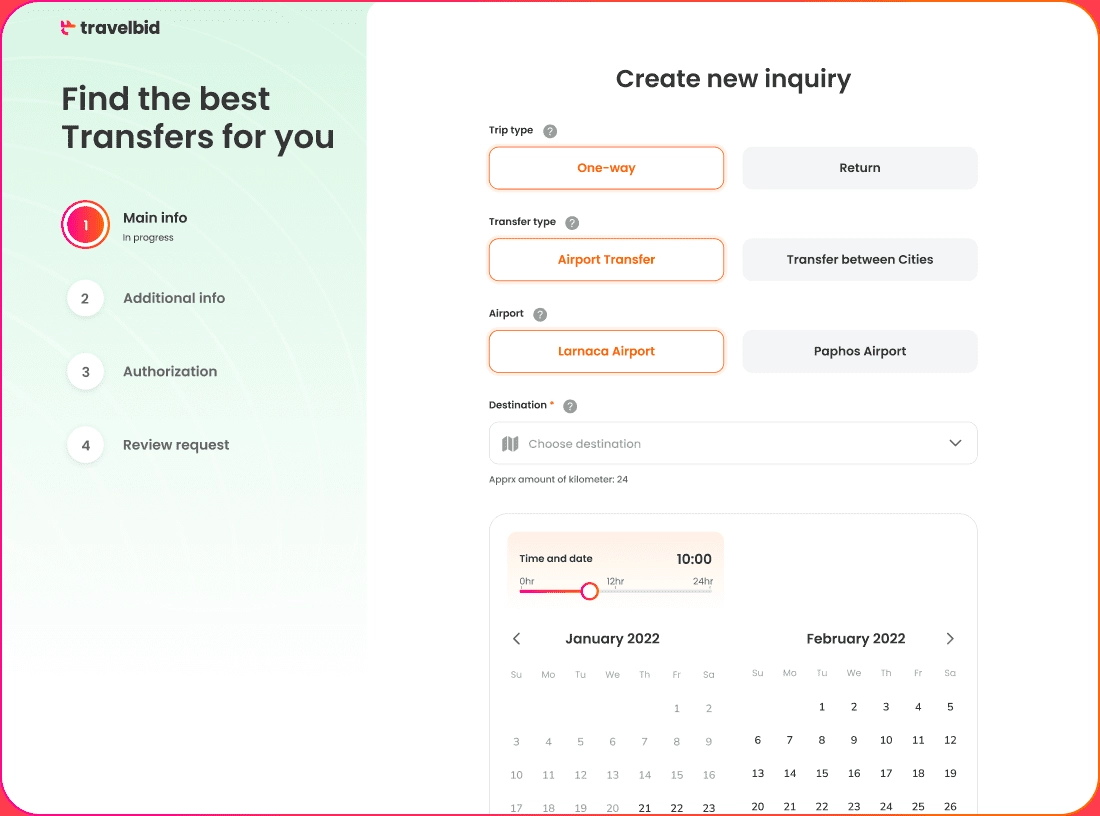 travelbid
Find the best
Transfers for you
1
Main info
In progress
2
Additional info
3
Authorization
4
Review request
Create new inquiry
Trip type ?
One-way
Return
Transfer type ?
Airport Transfer
Transfer between Cities
Airport ?
Larnaca Airport
Paphos Airport
Destination * ?
Choose destination
Apprx amount of kilometer: 24
Time and date 10:00
0hr 12hr 24hr
January 2022
Su Mo Tu We Th Fr Sa
1 2
3 4 5 6 7 8 9
10 11 12 13 14 15 16
17 18 19 20 21 22 23
February 2022
Su Mo Tu We Th Fr Sa
1 2 3 4 5
6 7 8 9 10 11 12
13 14 15 16 17 18 19
20 21 22 23 24 25 26